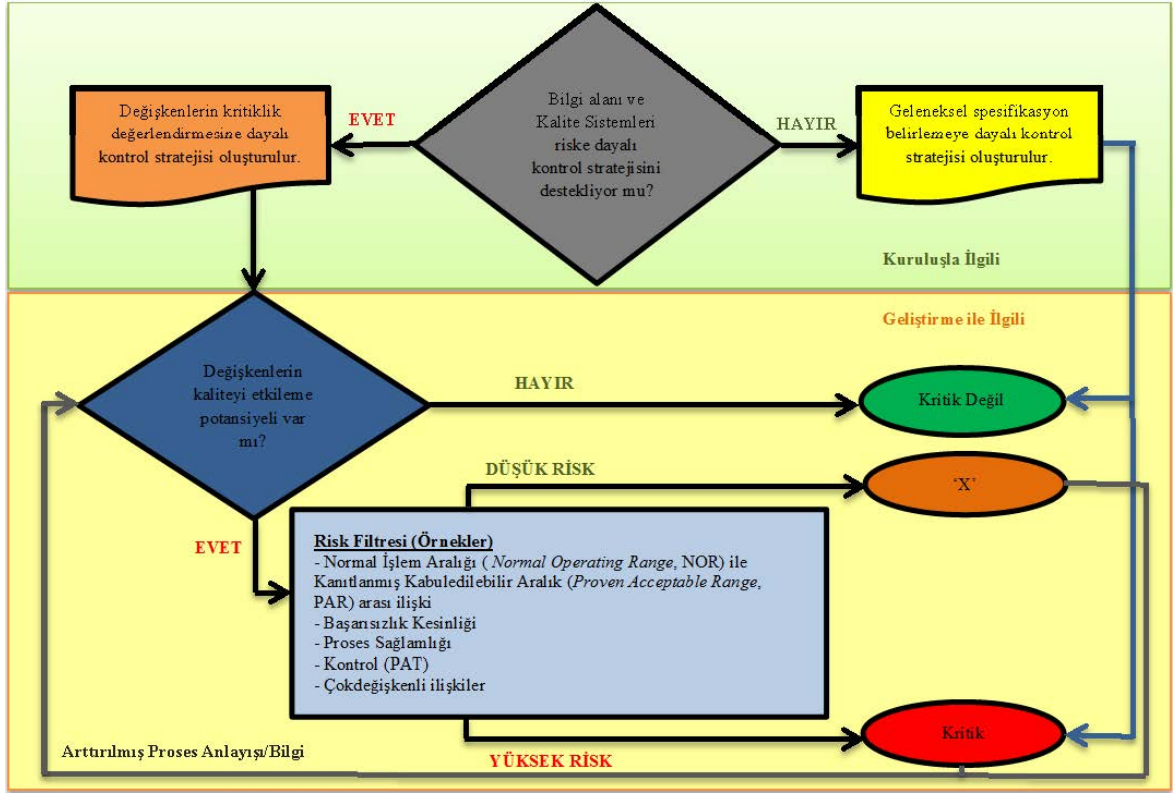 Değişkenlerin kritiklik
değerlendirmesine dayalı
kontrol stratejisi oluşturulur.
EVET
Bilgi alanı ve
Kalite Sistemleri
riske dayalı
kontrol stratejisini
destekliyor mu?
HAYIR
Geleneksel spesifikasyon
belirlemeye dayalı kontrol
stratejisi oluşturulur.
Kuruluşla İlgili
Geliştirme ile İlgili
Değişkenlerin
kaliteyi etkileme
potansiyeli var
mı?
HAYIR
Kritik Değil
DÜŞÜK RİSK
‘X’
EVET
Risk Filtresi (Örnekler)
- Normal İşlem Aralığı ( Normal Operating Range, NOR) ile
Kanıtlanmış Kabuledilebilir Aralık (Proven Acceptable Range,
PAR) arası ilişki
- Başarısızlık Kesinliği
- Proses Sağlamlığı
- Kontrol (PAT)
- Çokdeğişkenli ilişkiler
Kritik
YÜKSEK RİSK
Arttırılmış Proses Anlayışı/Bilgi